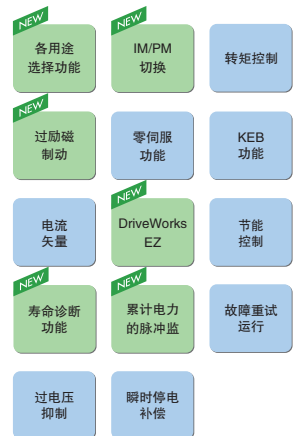 NEW
各用途
选择功能
NEW
IM/PM
切换
转矩控制
NEW
过励磁
制动
零伺服
功能
KEB
功能
电流
矢量
NEW
DriveWorks
EZ
节能
控制
NEW
寿命诊断
功能
NEW
累计电力
的脉冲监
故障重试
运行
过电压
抑制
瞬时停电
补偿